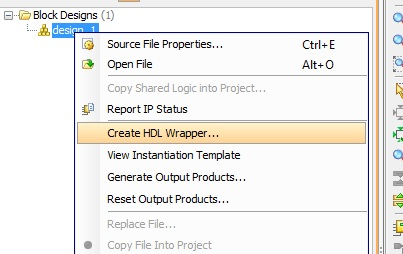 Block Designs (1)
design_1
Source File Properties... Ctrl+E
Open File Alt+O
Copy Shared Logic into Project...
Report IP Status
Create HDL Wrapper...
View Instantiation Template
Generate Output Products...
Reset Output Products...
Replace File...
Copy File Into Project